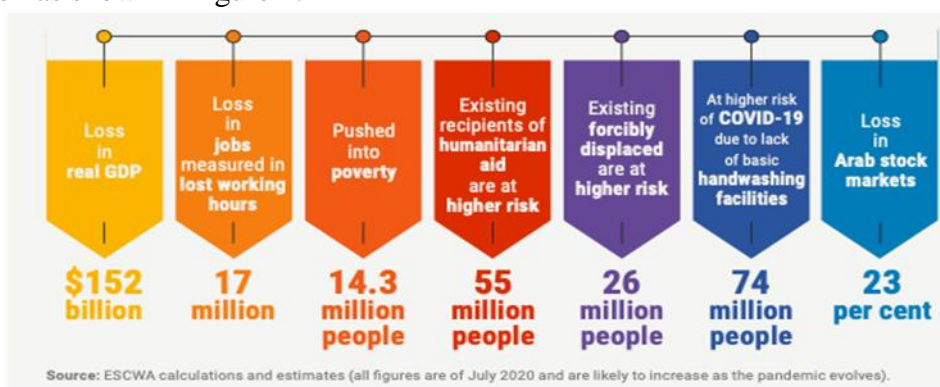 Loss
in
real GDP
$152
billion
Loss
in
jobs
measured in
lost working
hours
17
million
Pushed
into
poverty
14.3
million
people
Existing
recipients of
humanitarian
aid
are at
higher risk
55
million
people
Existing
forcibly
displaced
are at
higher risk
26
million
people
At higher risk
of COVID-19
due to lack
of basic
handwashing
facilities
74
million
people
Loss
in
Arab stock
markets
23
per cent
Source: ESCWA calculations and estimates (all figures are of July 2020 and are likely to increase as the pandemic evolves).